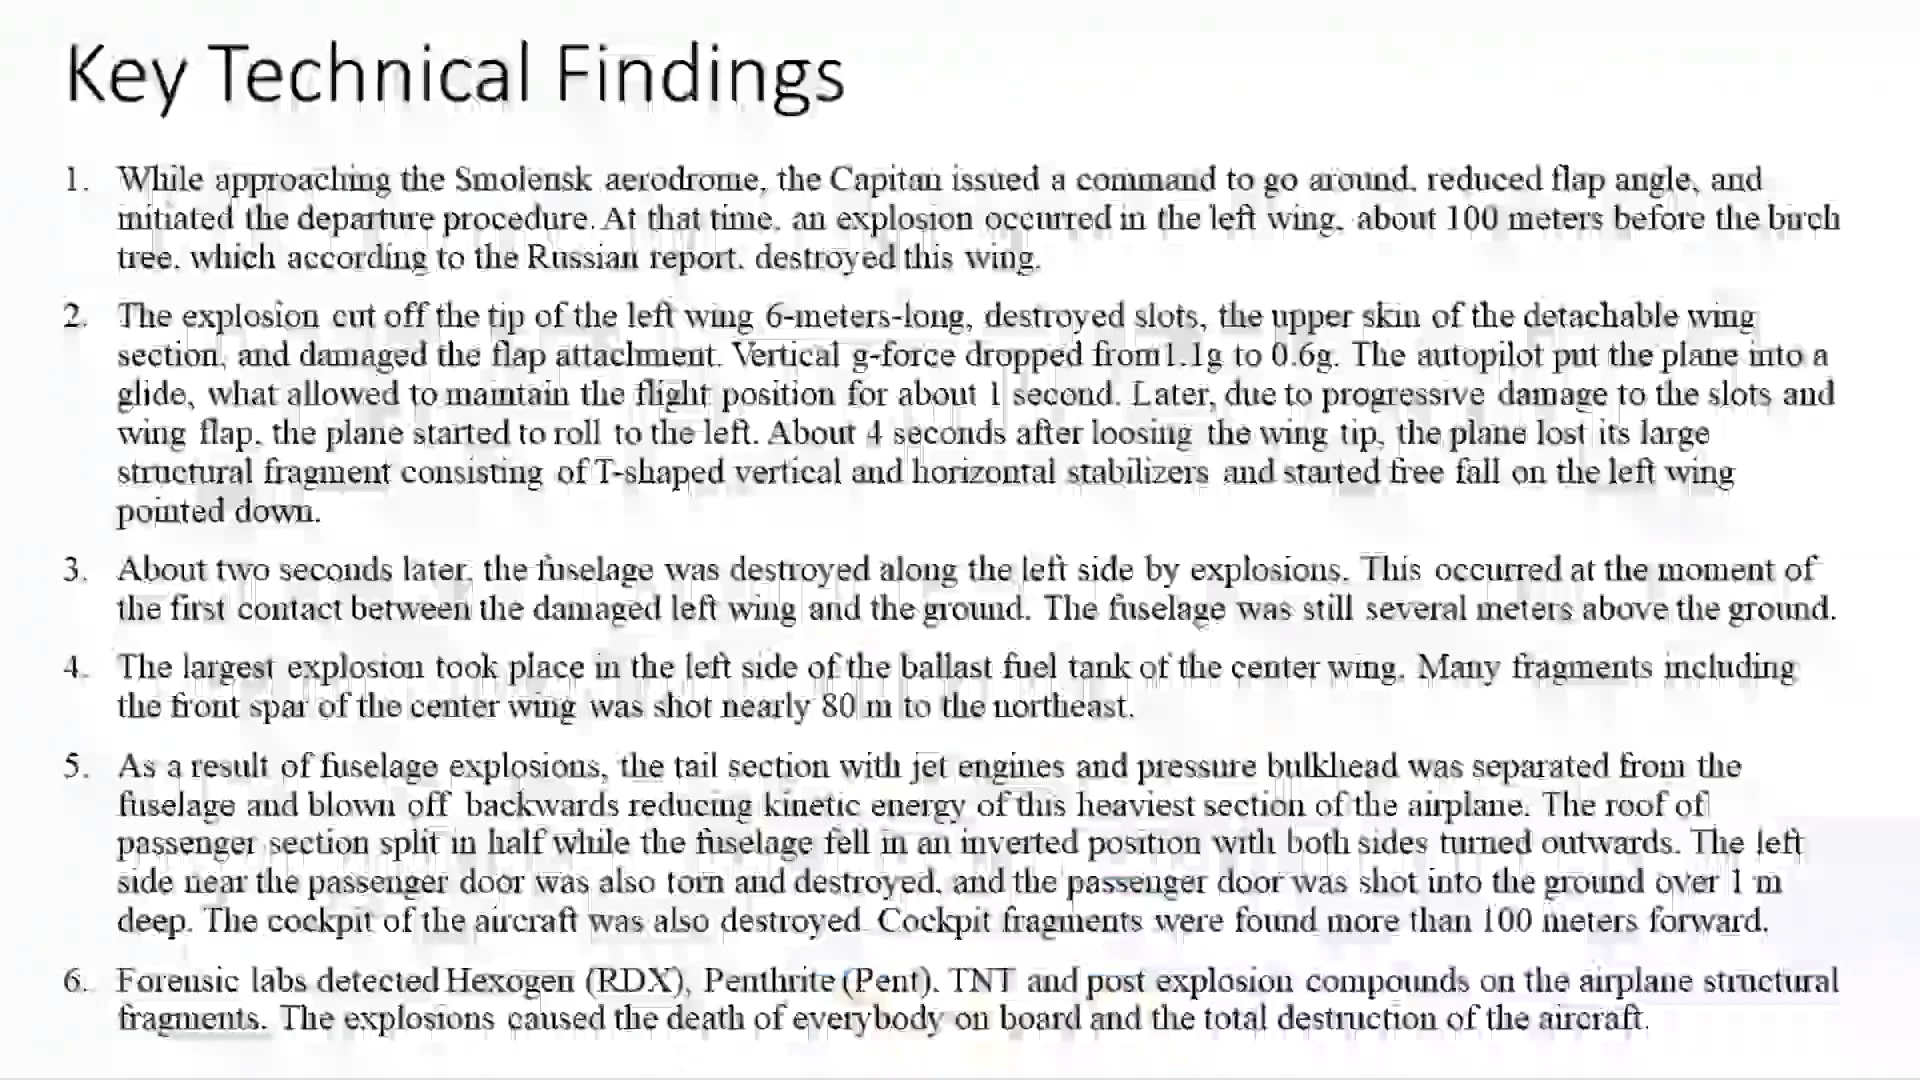 Key Technical Findings
1. While approaching the Smolensk aerodrome, the Capitan issued a command to go around, reduced flap angle, and
initiated the departure procedure. At that time, an explosion occurred in the left wing, about 100 meters before the birch
tree, which according to the Russian report, destroyed this wing.
2. The explosion cut off the tip of the left wing 6-meters-long, destroyed slots, the upper skin of the detachable wing
section, and damaged the flap attachment. Vertical g-force dropped from1.1g to 0.6g. The autopilot put the plane into a
glide, what allowed to maintain the flight position for about 1 second. Later, due to progressive damage to the slots and
wing flap, the plane started to roll to the left. About 4 seconds after loosing the wing tip, the plane lost its large
structural fragment consisting of T-shaped vertical and horizontal stabilizers and started free fall on the left wing
pointed down.
3. About two seconds later, the fuselage was destroyed along the left side by explosions. This occurred at the moment of
the first contact between the damaged left wing and the ground. The fuselage was still several meters above the ground.
4. The largest explosion took place in the left side of the ballast fuel tank of the center wing. Many fragments including
the front spar of the center wing was shot nearly 80 m to the northeast.
5. As a result of fuselage explosions, the tail section with jet engines and pressure bulkhead was separated from the
fuselage and blown off backwards reducing kinetic energy of this heaviest section of the airplane. The roof of
passenger section split in half while the fuselage fell in an inverted position with both sides turned outwards. The left
side near the passenger door was also torn and destroyed, and the passenger door was shot into the ground over 1 m
deep. The cockpit of the aircraft was also destroyed. Cockpit fragments were found more than 100 meters forward.
6. Forensic labs detected Hexogen (RDX), Penthrite (Pent), TNT and post explosion compounds on the airplane structural
fragments. The explosions caused the death of everybody on board and the total destruction of the aircraft.